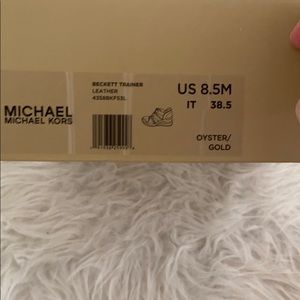 MICHAEL
MICHAEL KORS
BECKETT TRAINER
LEATHER
US 8.5M
IT 38.5
OYSTER/
GOLD